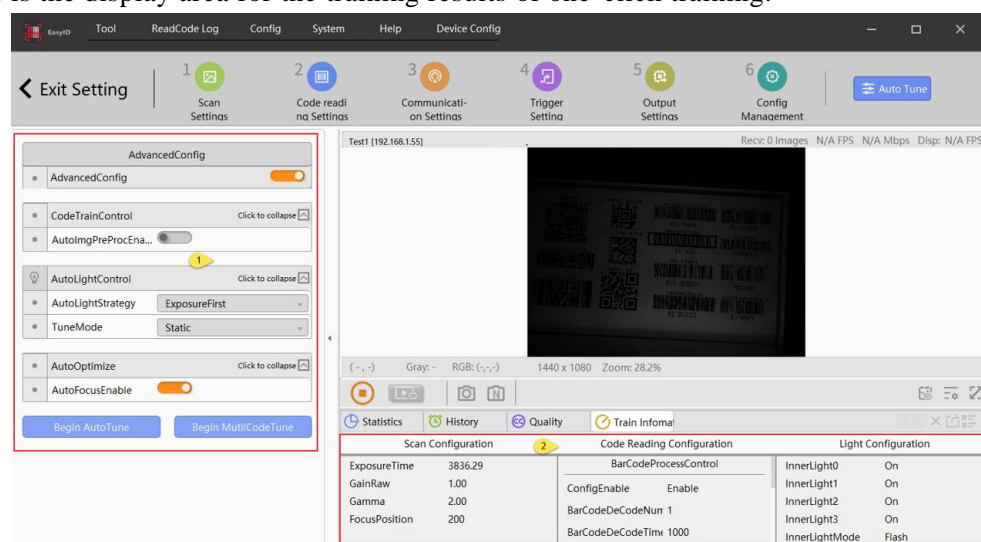 is the display area for the training results of one-click training.
EasyID Tool ReadCode Log Config System Help Device Config
Exit Setting
1 Scan Settings
2 Code readi ng Settings
3 Communicati- on Settings
4 Trigger Setting
5 Output Settings
6 Config Management
Auto Tune
AdvancedConfig
AdvancedConfig
CodeTrainControl Click to collapse
AutoImgPreProcEna...
1
AutoLightControl Click to collapse
AutoLightStrategy ExposureFirst
TuneMode Static
AutoOptimize Click to collapse
AutoFocusEnable
Begin AutoTune Begin MutilCodeTune
Test1 [192.168.1.55] Recv: 0 Images N/A FPS N/A Mbps Disp: N/A FPS
( - , -) Gray: - RGB: (-,-,-) 1440 x 1080 Zoom: 28.2%
Statistics History Quality Train Infomat
Scan Configuration 2 Code Reading Configuration Light Configuration
ExposureTime 3836.29
GainRaw 1.00
Gamma 2.00
FocusPosition 200
BarCodeProcessControl
ConfigEnable Enable
BarCodeDeCodeNum 1
BarCodeDeCodeTime 1000
InnerLight0 On
InnerLight1 On
InnerLight2 On
InnerLight3 On
InnerLightMode Flash